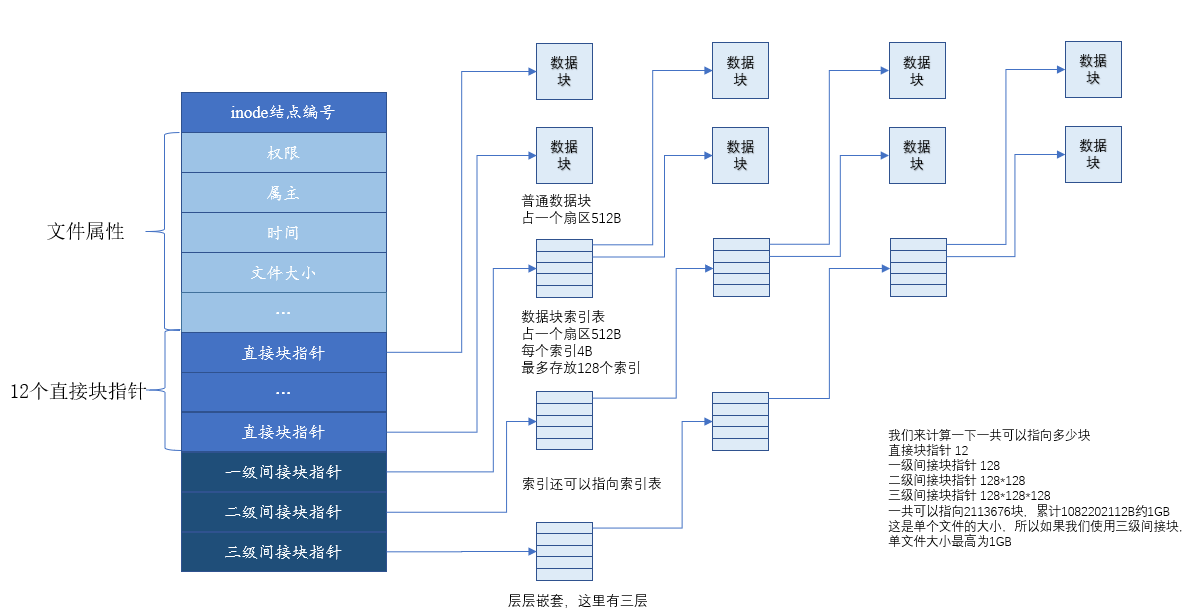 文件属性
12个直接块指针
inode结点编号
权限
属主
时间
文件大小
...
直接块指针
...
直接块指针
一级间接块指针
二级间接块指针
三级间接块指针
数据
块
数据
块
数据
块
数据
块
数据
块
数据
块
数据
块
数据
块
普通数据块
占一个扇区512B
数据块索引表
占一个扇区512B
每个索引4B
最多存放128个索引
索引还可以指向索引表
层层嵌套，这里有三层
我们来计算一下一共可以指向多少块
直接块指针 12
一级间接块指针 128
二级间接块指针 128*128
三级间接块指针 128*128*128
一共可以指向2113676块，累计1082202112B约1GB
这是单个文件的大小，所以如果我们使用三级间接块，
单文件大小最高为1GB